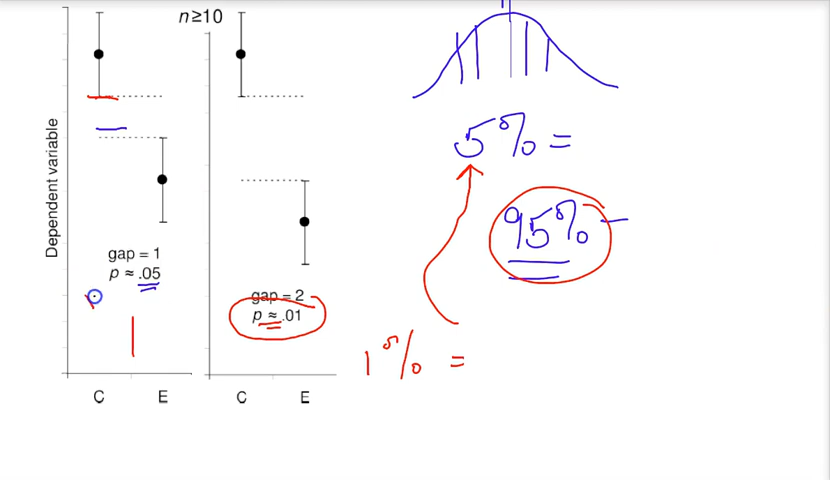 n≥10
Dependent variable
gap = 1
p ≈ .05
gap = 2
p ≈ .01
C E
C E
5% =
95%
1% =